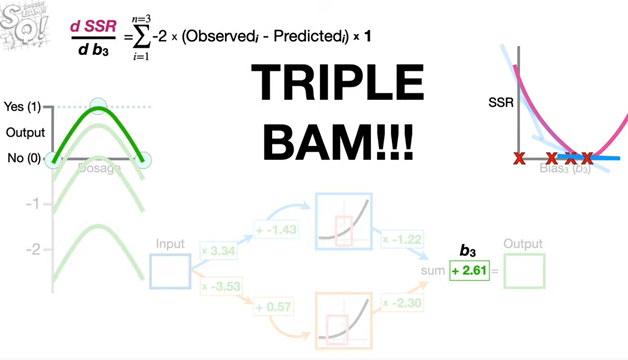 SQ!
d SSR
d b₃
n=3
= ∑ -2 × (Observedᵢ - Predictedᵢ) × 1
i=1
TRIPLE
BAM!!!
Yes (1)
Output
No (0)
-1
-2
Dosage
SSR
Bias₃ (b₃)
Input
× 3.34
+ -1.43
× -1.22
× -3.53
+ 0.57
× -2.30
b₃
sum + 2.61 =
Output